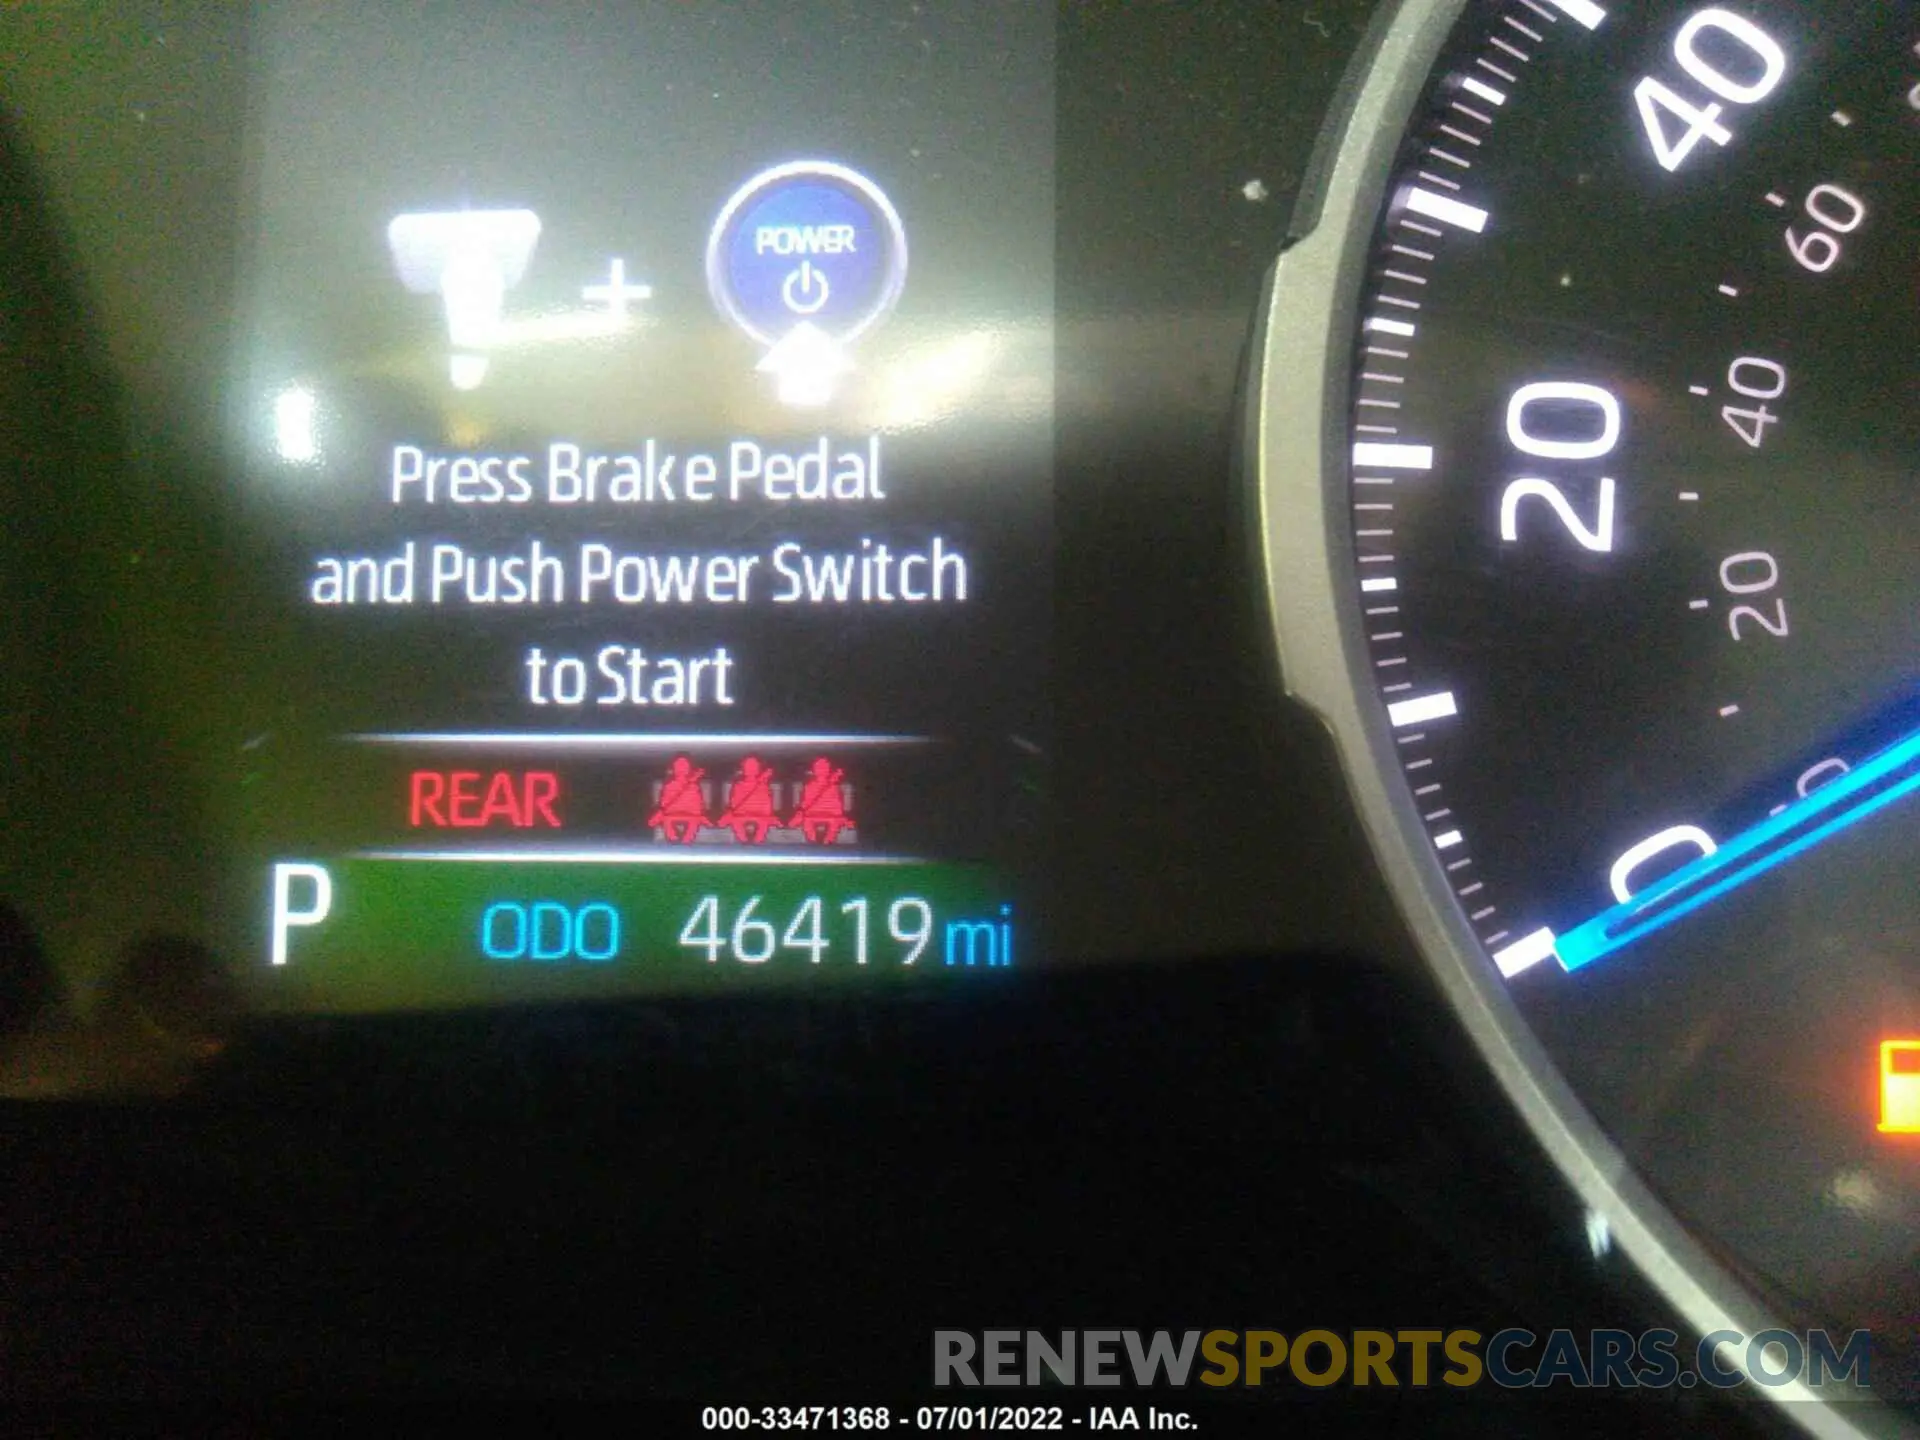 POWER
+
Press Brake Pedal
and Push Power Switch
to Start
REAR
P ODO 46419 mi
40
60
20
40
20
0
0
RENEWSPORTSCARS.COM
000-33471368 - 07/01/2022 - IAA Inc.